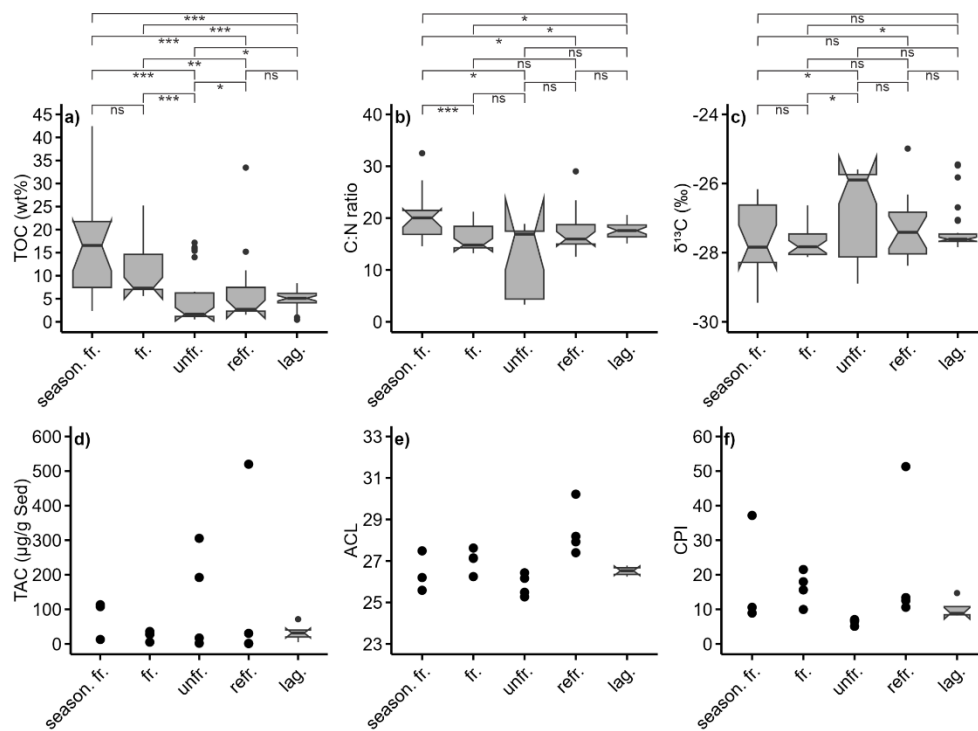 ***
***
***
*
**
*** ns
*
***
ns
a)
TOC (wt%)
45
40
35
30
25
20
15
10
5
0
season. fr.
fr.
unfr.
refr.
lag.
*
*
*
ns
ns
* ns
ns
ns
***
b)
C:N ratio
40
30
20
10
0
season. fr.
fr.
unfr.
refr.
lag.
ns
*
ns
ns
ns
* ns
ns
*
ns
c)
δ¹³C (‰)
-24
-26
-28
-30
season. fr.
fr.
unfr.
refr.
lag.
d)
TAC (µg/g Sed)
600
500
400
300
200
100
0
season. fr.
fr.
unfr.
refr.
lag.
e)
ACL
33
31
29
27
25
23
season. fr.
fr.
unfr.
refr.
lag.
f)
CPI
60
50
40
30
20
10
0
season. fr.
fr.
unfr.
refr.
lag.